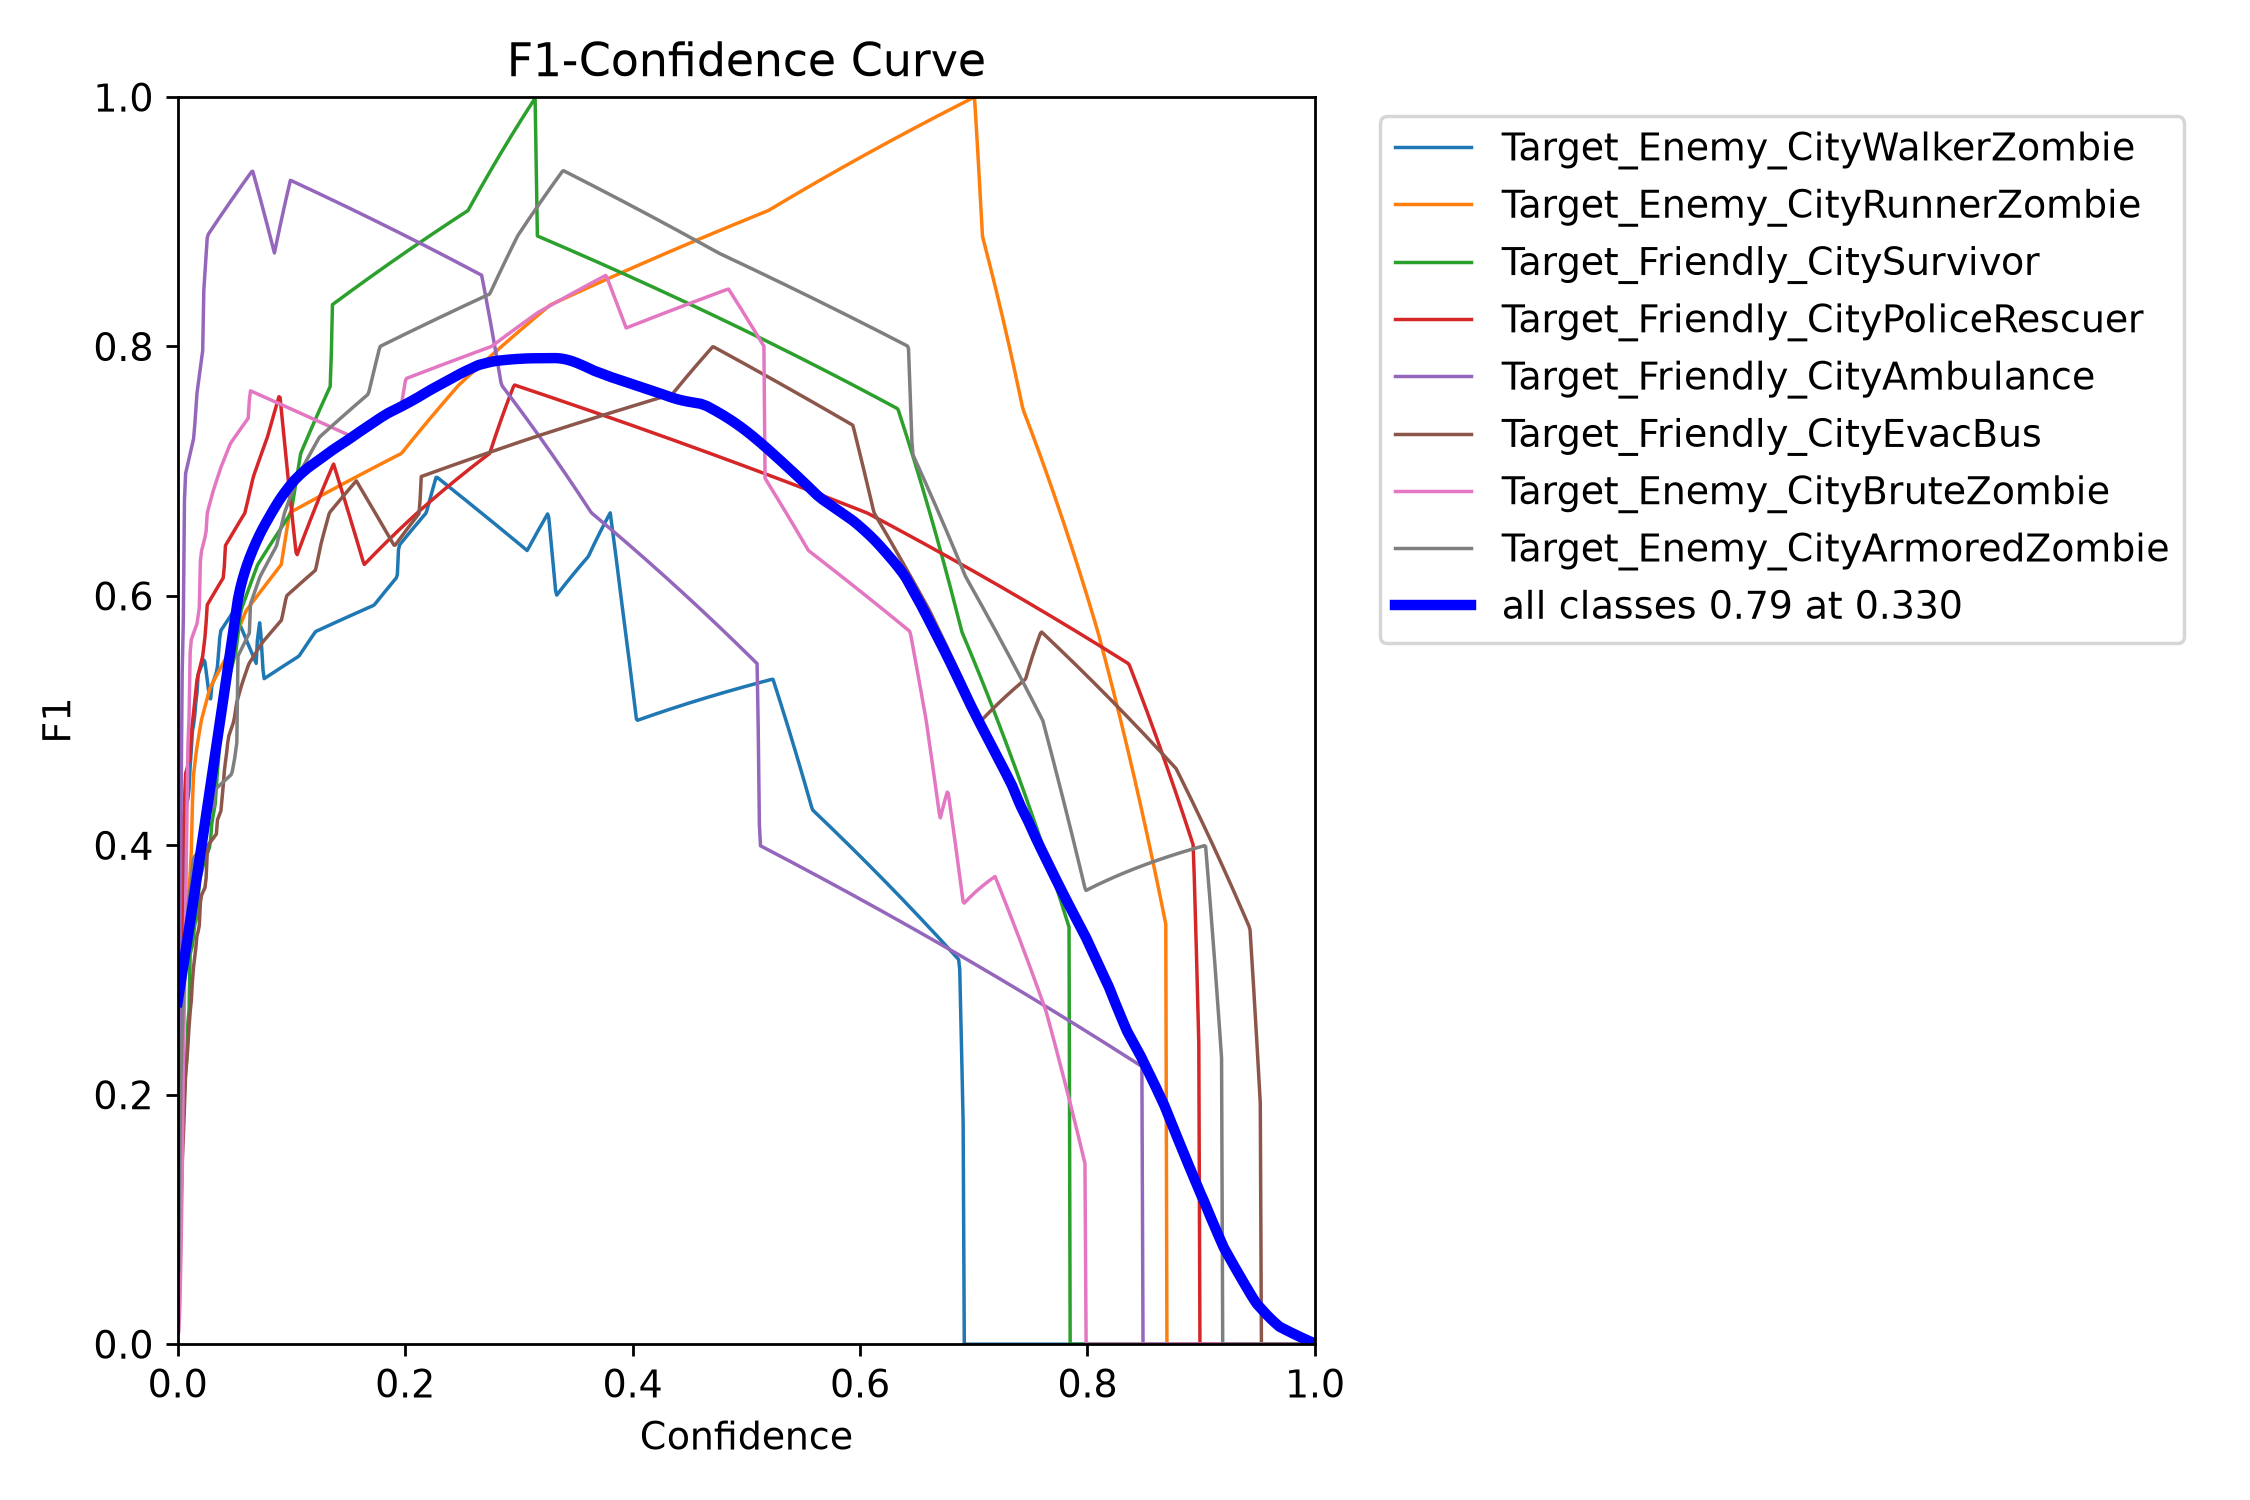 F1-Confidence Curve
1.0
0.8
0.6
0.4
0.2
0.0
F1
0.0 0.2 0.4 0.6 0.8 1.0
Confidence
Target_Enemy_CityWalkerZombie
Target_Enemy_CityRunnerZombie
Target_Friendly_CitySurvivor
Target_Friendly_CityPoliceRescuer
Target_Friendly_CityAmbulance
Target_Friendly_CityEvacBus
Target_Enemy_CityBruteZombie
Target_Enemy_CityArmoredZombie
all classes 0.79 at 0.330